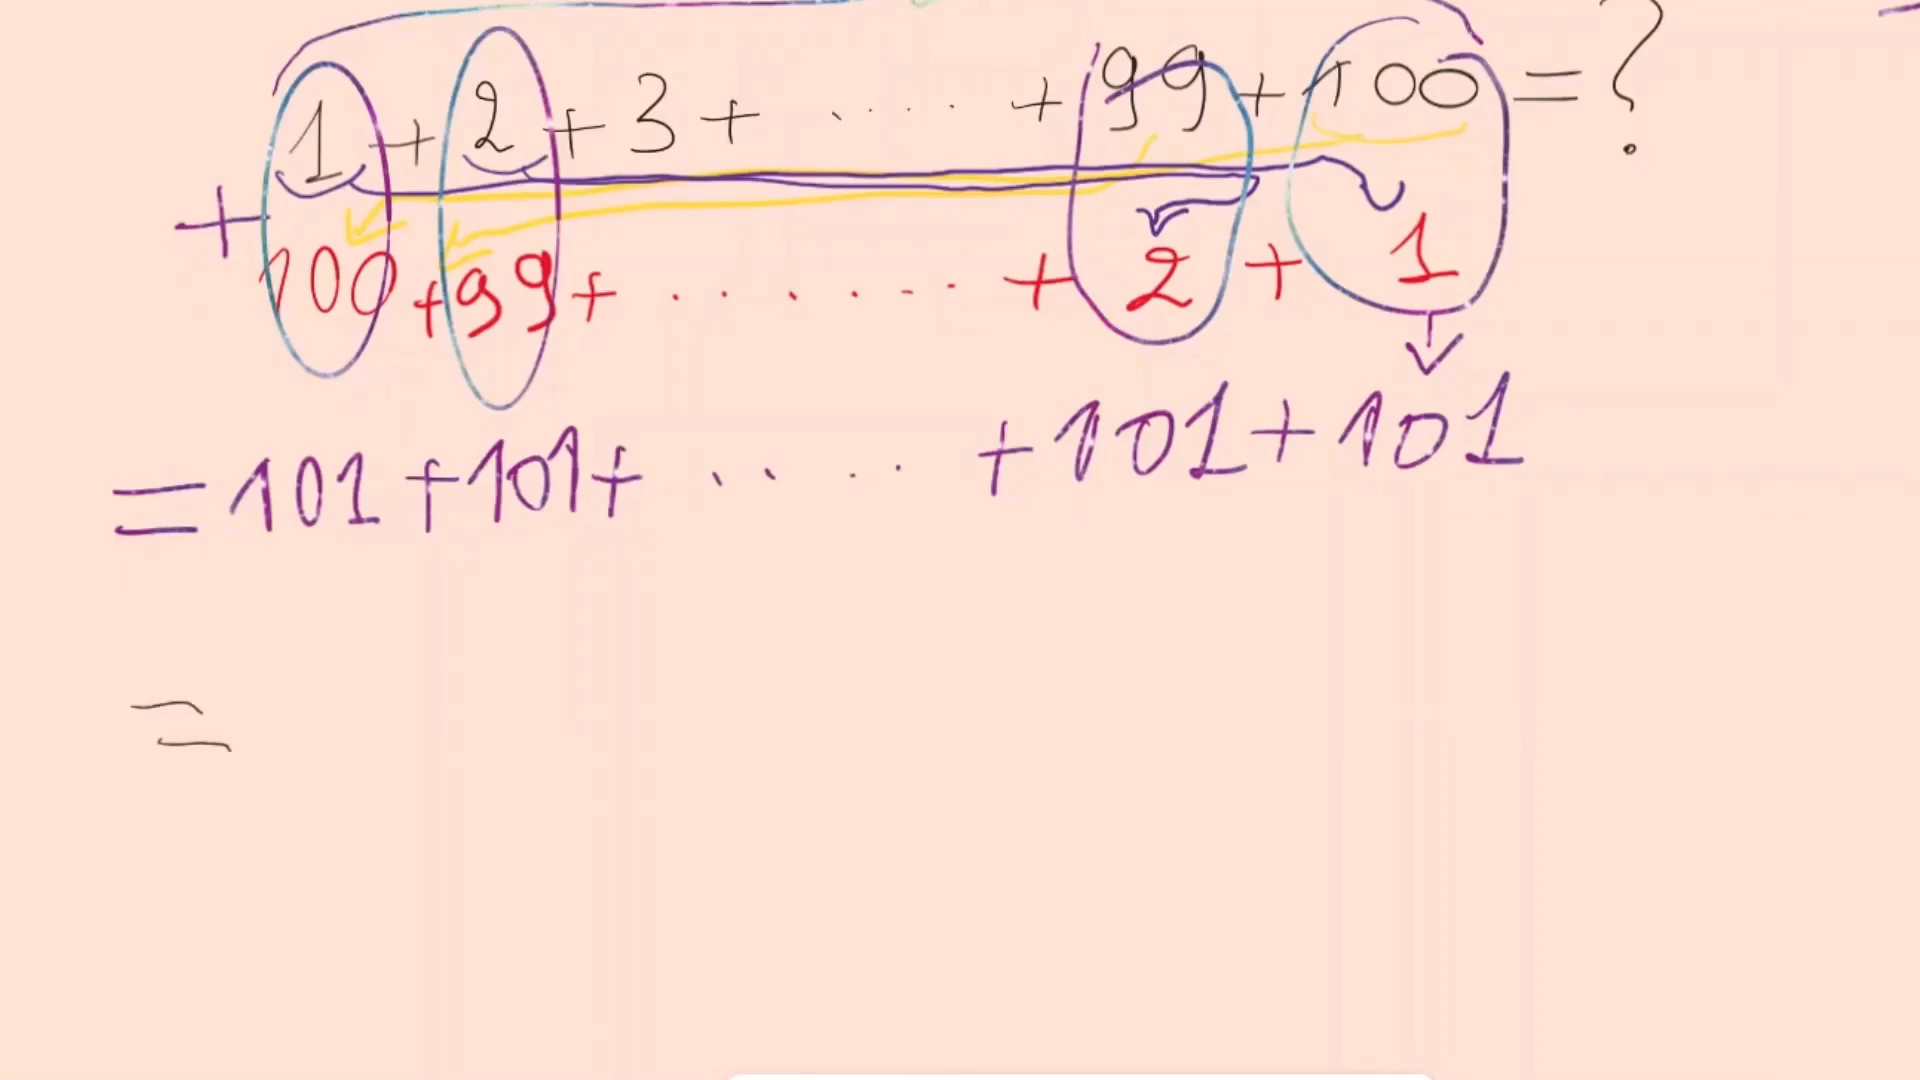 1 + 2 + 3 + ..... + 99 + 100 = ?
+
100 + 99 + ....... + 2 + 1
= 101 + 101 + .... + 101 + 101
=